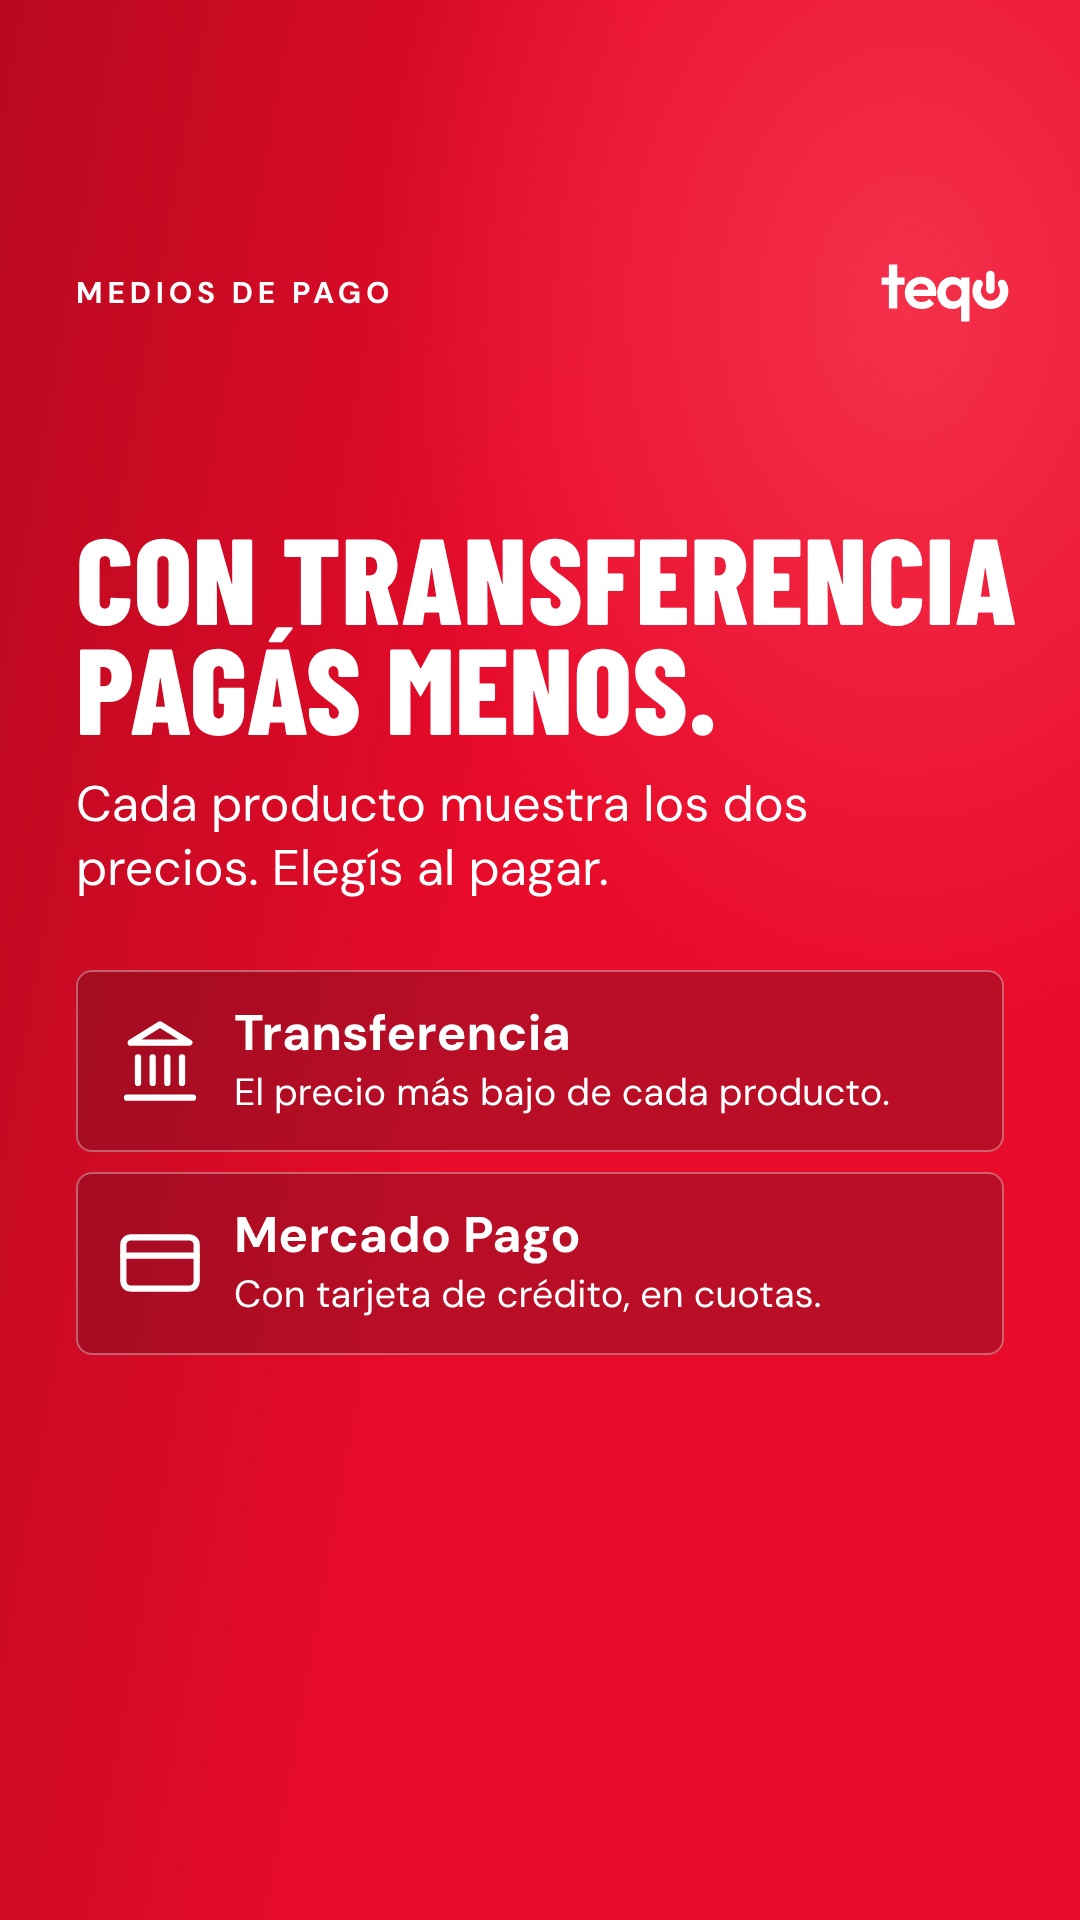 MEDIOS DE PAGO
teqo
CON TRANSFERENCIA
PAGÁS MENOS.
Cada producto muestra los dos
precios. Elegís al pagar.
Transferencia
El precio más bajo de cada producto.
Mercado Pago
Con tarjeta de crédito, en cuotas.